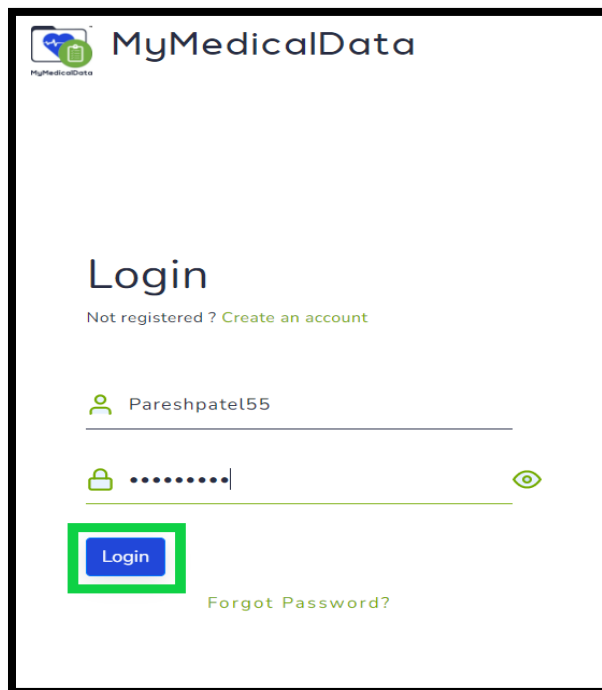 MyMedicalData
MyMedicalData
Login
Not registered ? Create an account
Pareshpatel55
•••••••••
Login
Forgot Password?